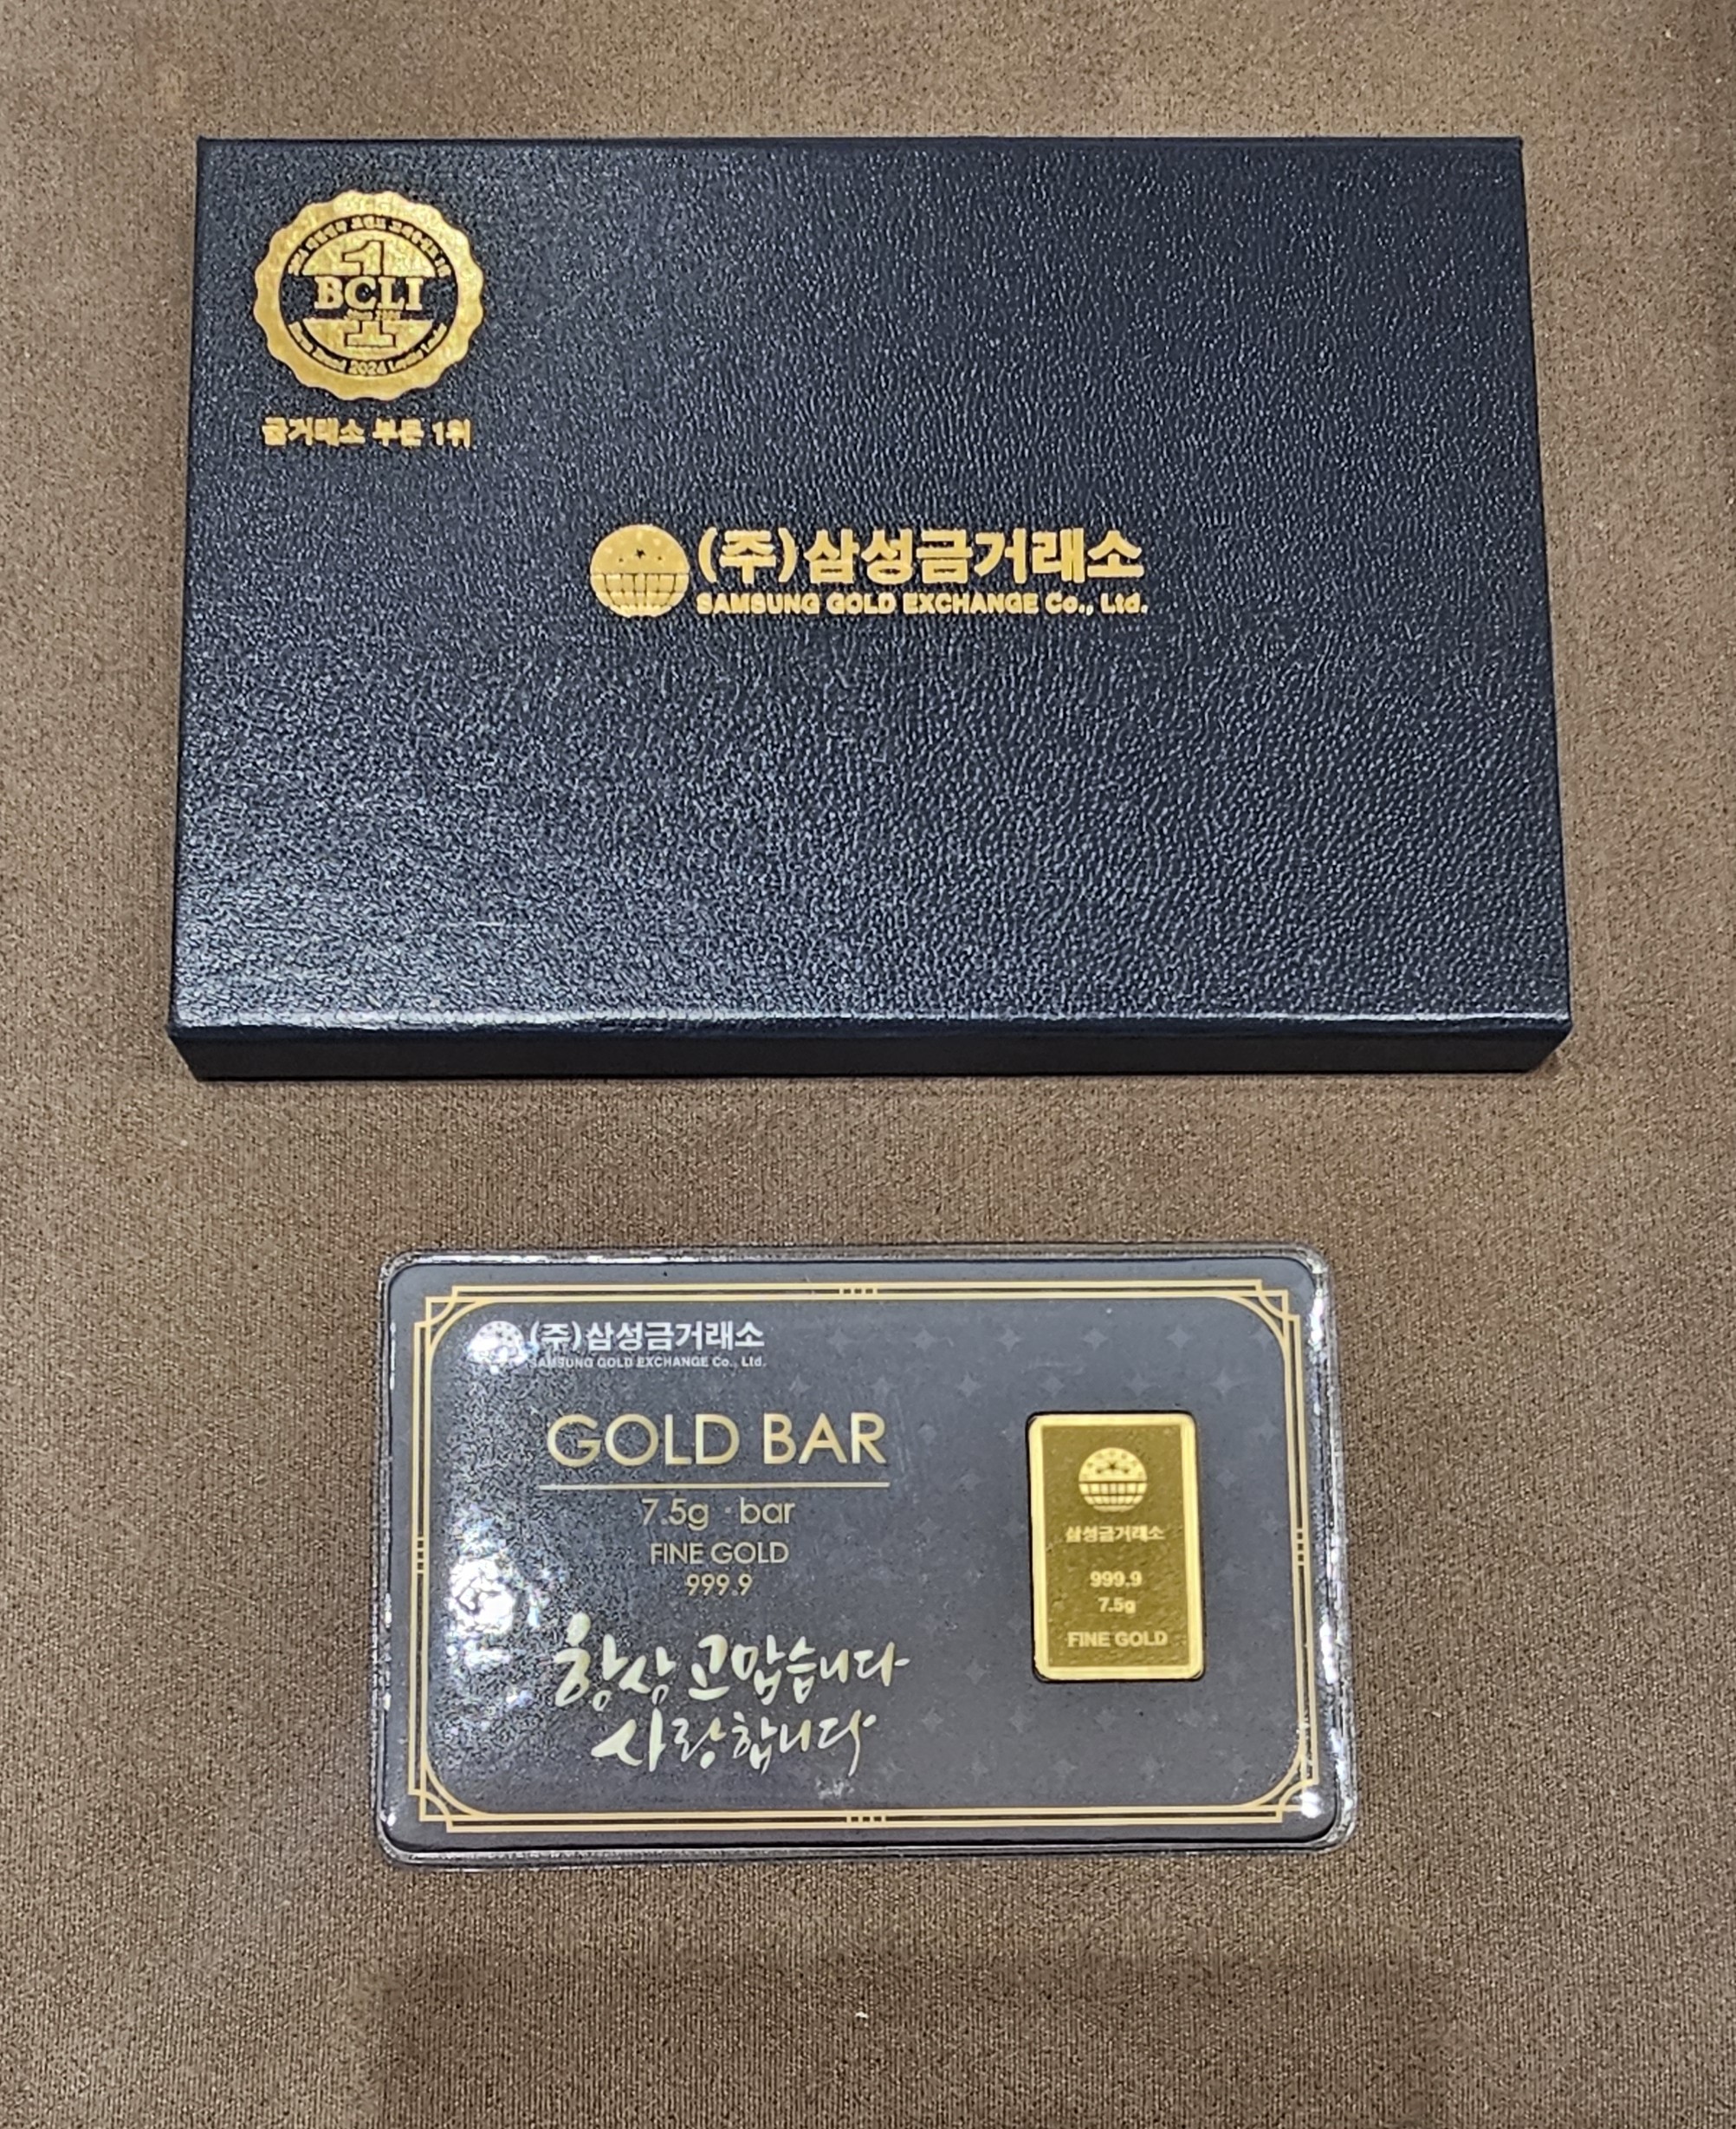 1
BCLI
금거래소 부문 1위
(주)삼성금거래소
SAMSUNG GOLD EXCHANGE Co., Ltd.
(주)삼성금거래소
SAMSUNG GOLD EXCHANGE Co., Ltd.
GOLD BAR
7.5g · bar
FINE GOLD
999.9
항상 고맙습니다
사랑합니다
삼성금거래소
999.9
7.5g
FINE GOLD